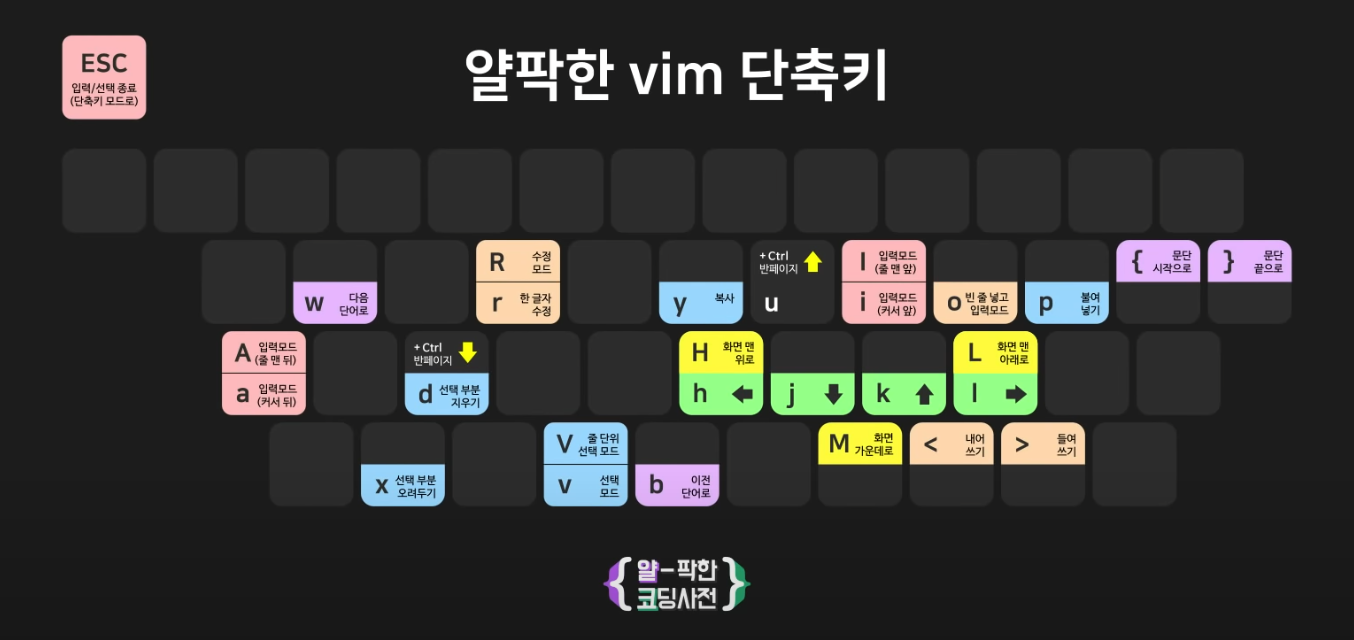 ESC
입력/선택 종료
(단축키 모드로)
얄팍한 vim 단축키
w 다음
단어로
R 수정
모드
r 한 글자
수정
y 복사
+ Ctrl
반페이지
u
I 입력모드
(줄 맨 앞)
i 입력모드
(커서 앞)
o 빈 줄 넣고
입력모드
p 붙여
넣기
{ 문단
시작으로
} 문단
끝으로
A 입력모드
(줄 맨 뒤)
a 입력모드
(커서 뒤)
+ Ctrl
반페이지
d 선택 부분
지우기
H 화면 맨
위로
h
j
k
L 화면 맨
아래로
l
x 선택 부분
오려두기
V 줄 단위
선택 모드
v 선택
모드
b 이전
단어로
M 화면
가운데로
< 내어
쓰기
> 들여
쓰기
{얄-팍한
코딩사전}